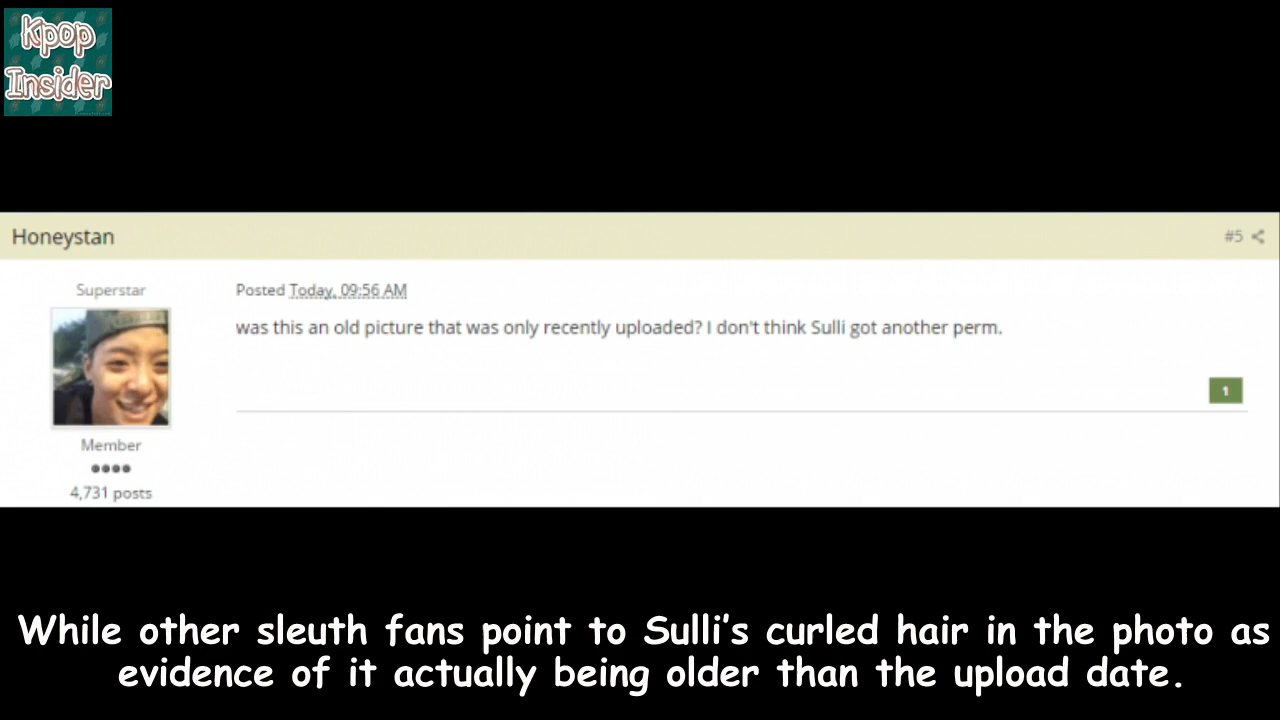 Kpop
Insider
Honeystan
#5
Superstar
Posted Today, 09:56 AM
was this an old picture that was only recently uploaded? I don't think Sulli got another perm.
1
Member
4,731 posts
While other sleuth fans point to Sulli's curled hair in the photo as
evidence of it actually being older than the upload date.